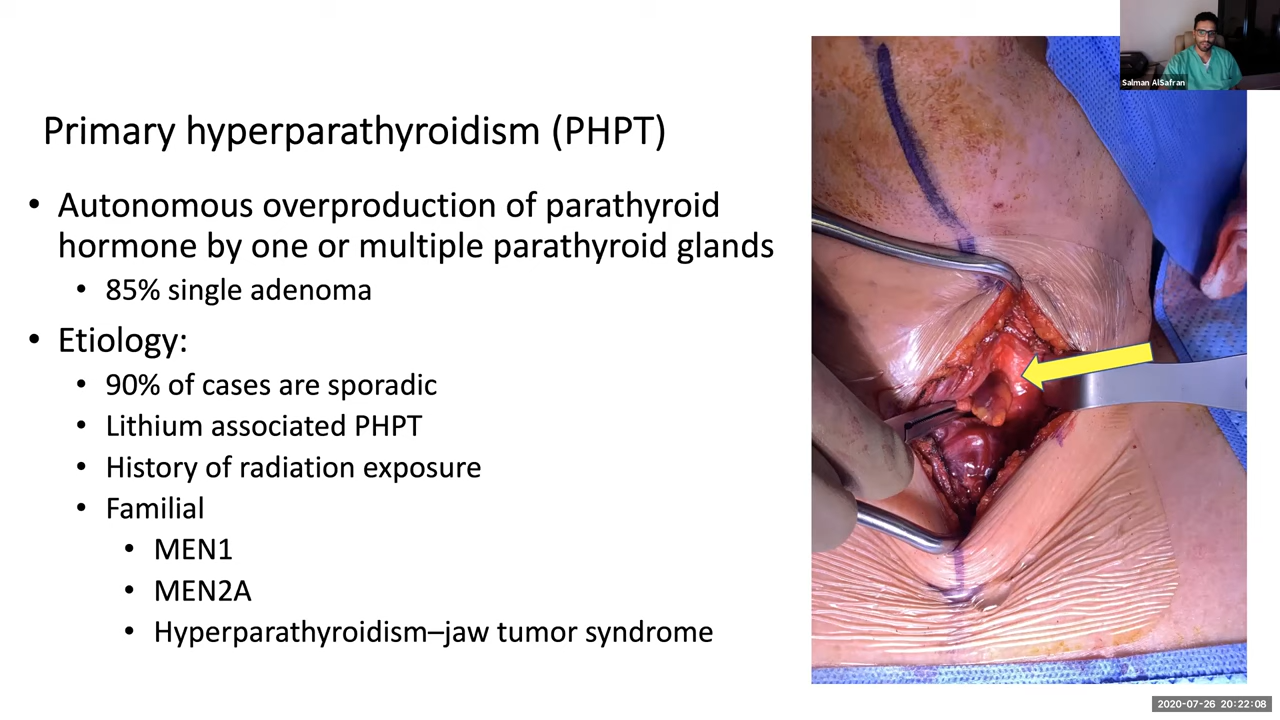 Salman AlSafran
Primary hyperparathyroidism (PHPT)
• Autonomous overproduction of parathyroid
hormone by one or multiple parathyroid glands
• 85% single adenoma
• Etiology:
• 90% of cases are sporadic
• Lithium associated PHPT
• History of radiation exposure
• Familial
• MEN1
• MEN2A
• Hyperparathyroidism–jaw tumor syndrome
2020-07-26 20:22:08